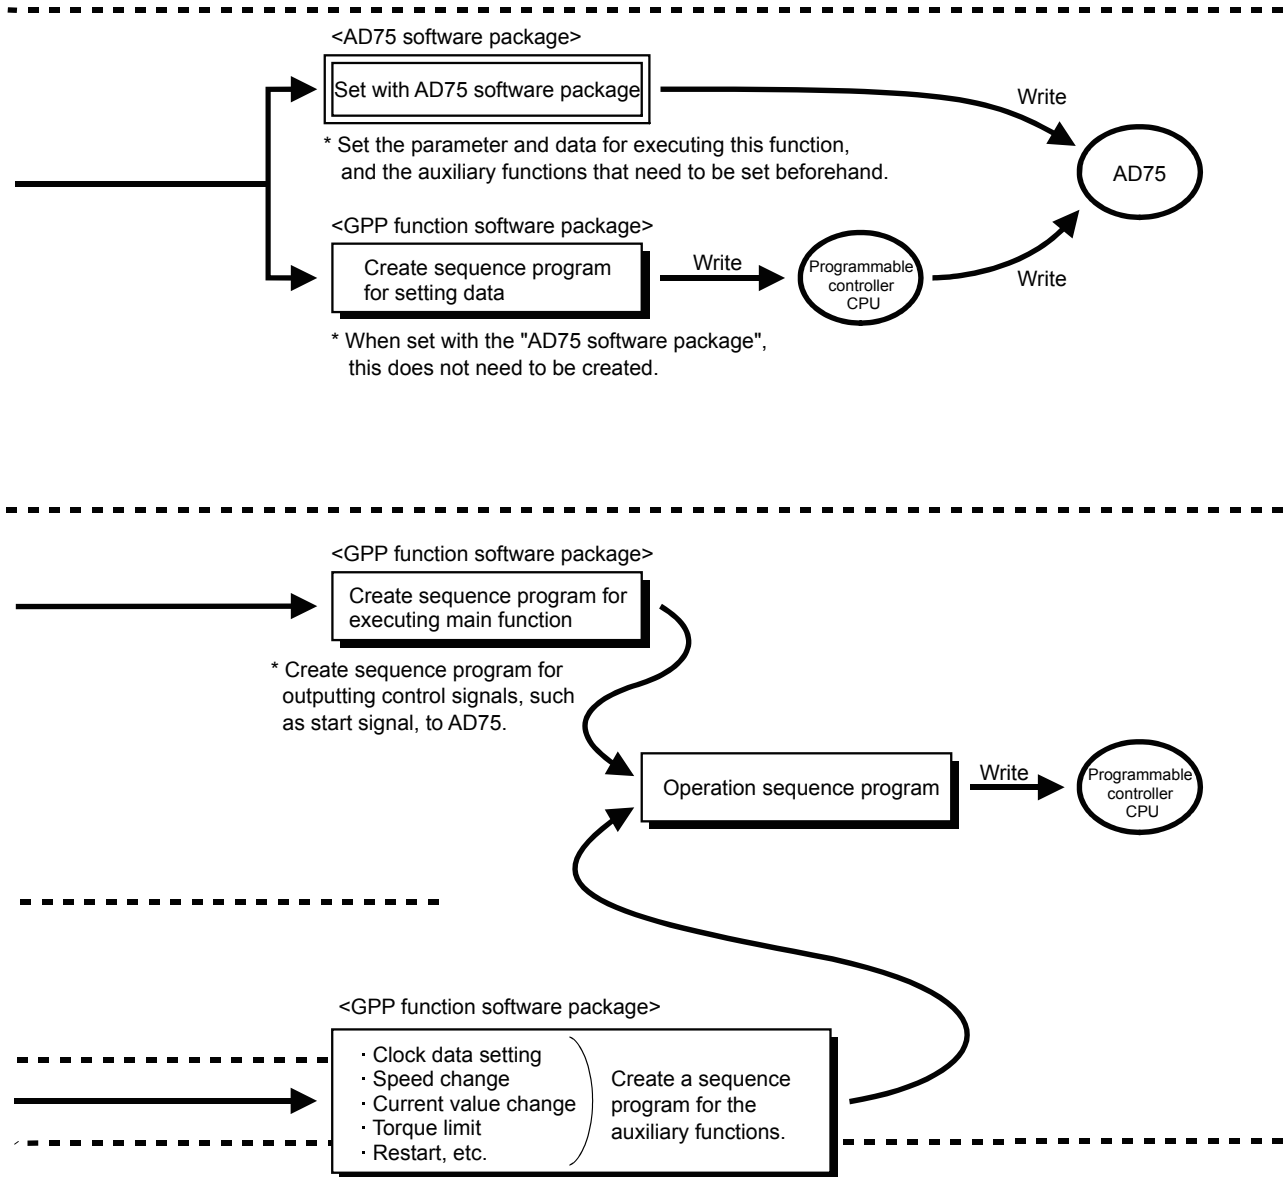 <AD75 software package>
Set with AD75 software package
Write
* Set the parameter and data for executing this function,
and the auxiliary functions that need to be set beforehand.
AD75
<GPP function software package>
Create sequence program
for setting data
Write
Programmable
controller
CPU
Write
* When set with the "AD75 software package",
this does not need to be created.
<GPP function software package>
Create sequence program for
executing main function
* Create sequence program for
outputting control signals, such
as start signal, to AD75.
Operation sequence program
Write
Programmable
controller
CPU
<GPP function software package>
· Clock data setting
· Speed change
· Current value change
· Torque limit
· Restart, etc.
Create a sequence
program for the
auxiliary functions.